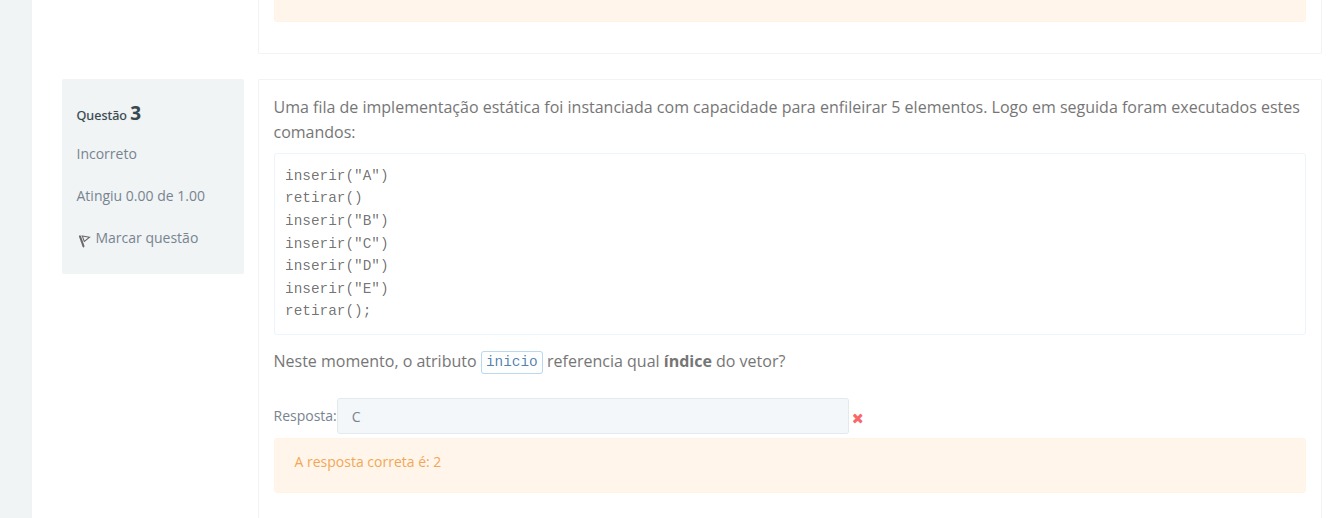 Questão 3
Incorreto
Atingiu 0.00 de 1.00
Marcar questão
Uma fila de implementação estática foi instanciada com capacidade para enfileirar 5 elementos. Logo em seguida foram executados estes
comandos:
inserir("A")
retirar()
inserir("B")
inserir("C")
inserir("D")
inserir("E")
retirar();
Neste momento, o atributo inicio referencia qual índice do vetor?
Resposta: C
A resposta correta é: 2